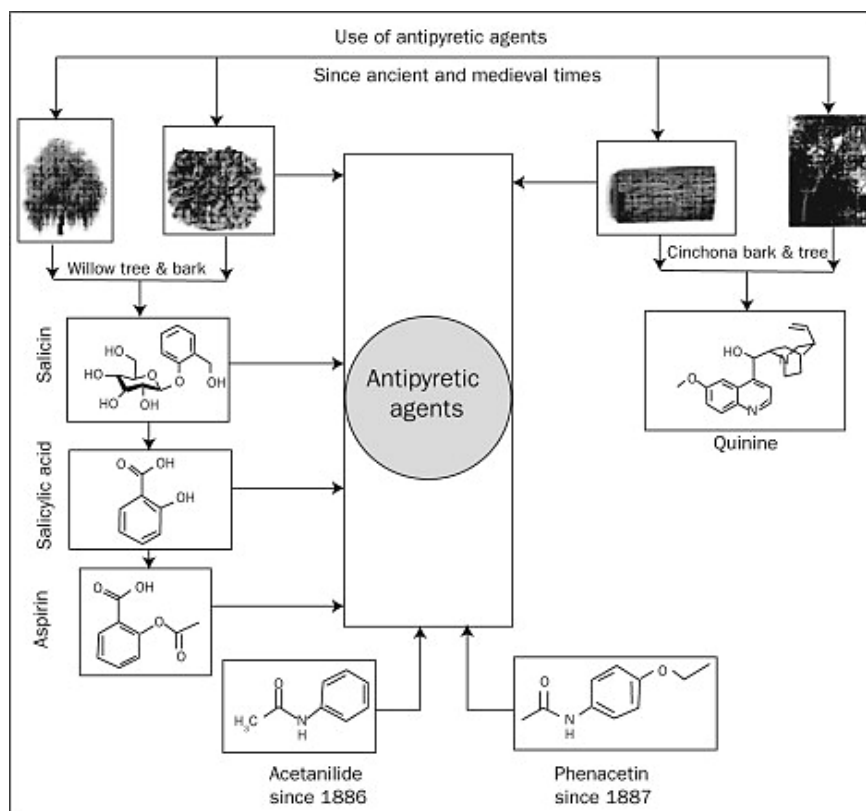 Use of antipyretic agents
Since ancient and medieval times
Willow tree & bark
Cinchona bark & tree
Salicin
HO
HO
HO
OH
O
O
OH
HO
O
N
N
Quinine
Antipyretic
agents
Salicylic acid
O
OH
OH
Aspirin
O
OH
O
O
O
H3C
N
H
O
N
H
O
Acetanilide
since 1886
Phenacetin
since 1887